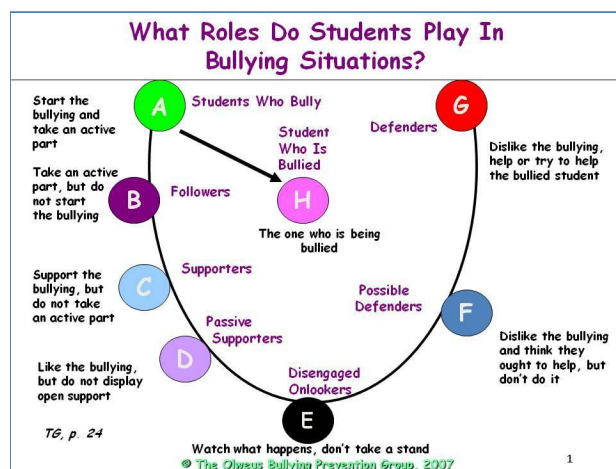 What Roles Do Students Play In
Bullying Situations?
Start the
bullying and
take an active
part
A
Students Who Bully
Student
Who Is
Bullied
Defenders
G
Dislike the bullying,
help or try to help
the bullied student
Take an active
part, but do
not start
the bullying
B
Followers
H
The one who is being
bullied
Support the
bullying, but
do not take
an active part
C
Supporters
Possible
Defenders
F
Dislike the bullying
and think they
ought to help, but
don't do it
Like the bullying,
but do not display
open support
D
Passive
Supporters
Disengaged
Onlookers
E
Watch what happens, don't take a stand
TG, p. 24
© The Olweus Bullying Prevention Group, 2007
1